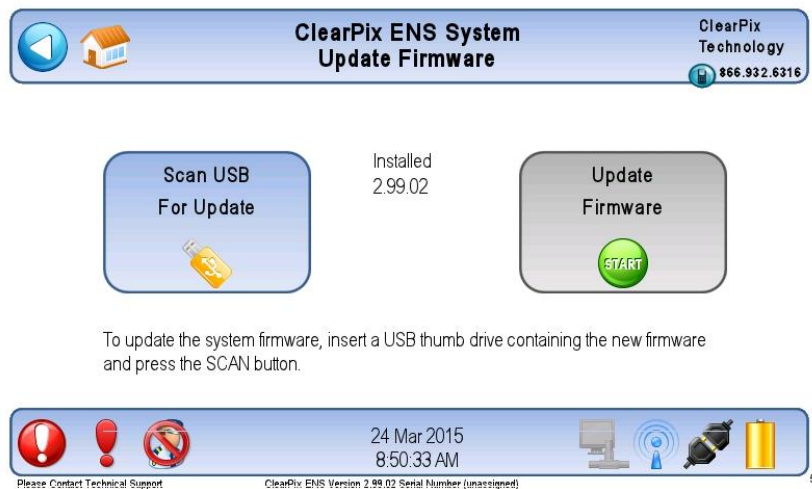 ClearPix ENS System
Update Firmware
ClearPix
Technology
866.932.6316
Scan USB
For Update
Installed
2.99.02
Update
Firmware
START
To update the system firmware, insert a USB thumb drive containing the new firmware
and press the SCAN button.
24 Mar 2015
8:50:33 AM
Please Contact Technical Support
ClearPix ENS Version 2.99.02 Serial Number (unassigned)